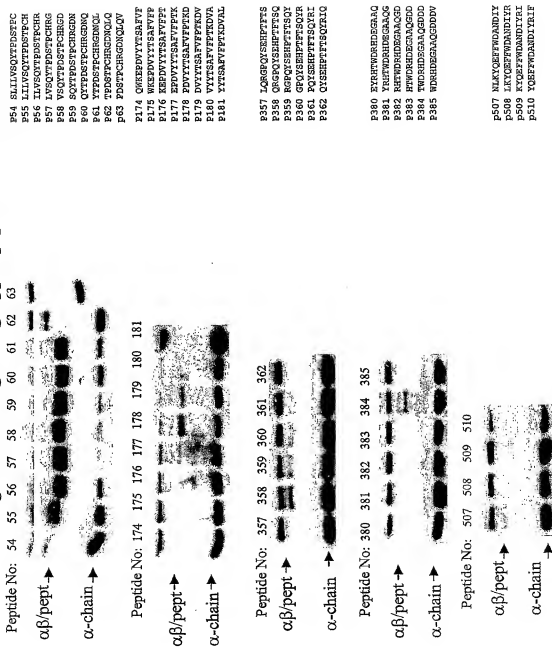 Peptide No: 54 55 56 57 58 59 60 61 62 63
αβ/pept
α-chain
P54 SLILVSQYTPDSTPC
P55 LILVSQYTPDSTPCH
P56 ILVSQYTPDSTPCHR
P57 LVSQYTPDSTPCHRG
P58 VSQYTPDSTPCHRGD
P59 SQYTPDSTPCHRGDN
P60 QYTPDSTPCHRGDNQ
P61 YTPDSTPCHRGDNQL
P62 TPDSTPCHRGDNQLQ
P63 PDSTPCHRGDNQLQV
Peptide No: 174 175 176 177 178 179 180 181
αβ/pept
α-chain
P174 QWKEPDVYYTSAFVF
P175 WKEPDVYYTSAFVFP
P176 KEPDVYYTSAFVFPT
P177 EPDVYYTSAFVFPTK
P178 PDVYYTSAFVFPTKD
P179 DVYYTSAFVFPTKDV
P180 VYYTSAFVFPTKDVA
P181 YYTSAFVFPTKDVAL
Peptide No: 357 358 359 360 361 362
αβ/pept
α-chain
P357 LQRGPQYSEHPTFTS
P358 QRGPQYSEHPTFTSQ
P359 RGPQYSEHPTFTSQY
P360 GPQYSEHPTFTSQYR
P361 PQYSEHPTFTSQYRI
P362 QYSEHPTFTSQYRIQ
Peptide No: 380 381 382 383 384 385
αβ/pept
α-chain
P380 EYRHTWDRHDEGAAQ
P381 YRHTWDRHDEGAAQG
P382 RHTWDRHDEGAAQGD
P383 HTWDRHDEGAAQGDD
P384 TWDRHDEGAAQGDDD
P385 WDRHDEGAAQGDDDV
Peptide No: 507 508 509 510
αβ/pept
α-chain
p507 NLKYQEFFWDANDIY
p508 LKYQEFFWDANDIYR
p509 KYQEFFWDANDIYRI
P510 YQEFFWDANDIYRIF